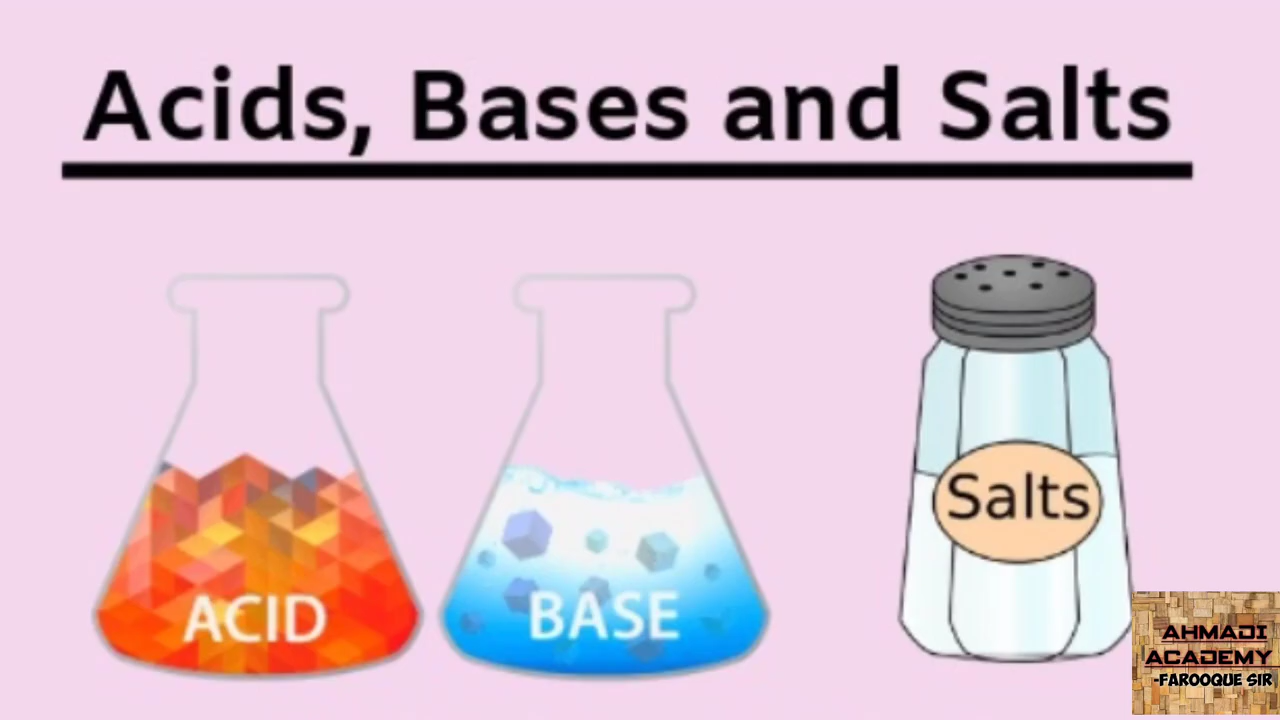 Acids, Bases and Salts
ACID
BASE
Salts
AHMADI
ACADEMY
-FAROOQUE SIR